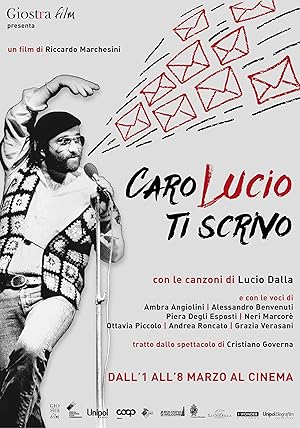 Giostra film
presenta
un film di Riccardo Marchesini
CARO LUCIO
TI SCRIVO
con le canzoni di Lucio Dalla
e con le voci di
Ambra Angiolini | Alessandro Benvenuti
Piera Degli Esposti | Neri Marcorè
Ottavia Piccolo | Andrea Roncato | Grazia Verasani
tratto dallo spettacolo di Cristiano Governa
DALL'1 ALL'8 MARZO AL CINEMA
Unipol
coop